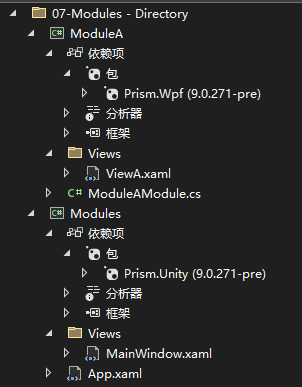 07-Modules - Directory
C# ModuleA
依赖项
包
Prism.Wpf (9.0.271-pre)
分析器
框架
Views
ViewA.xaml
C# ModuleAModule.cs
C# Modules
依赖项
包
Prism.Unity (9.0.271-pre)
分析器
框架
Views
MainWindow.xaml
App.xaml